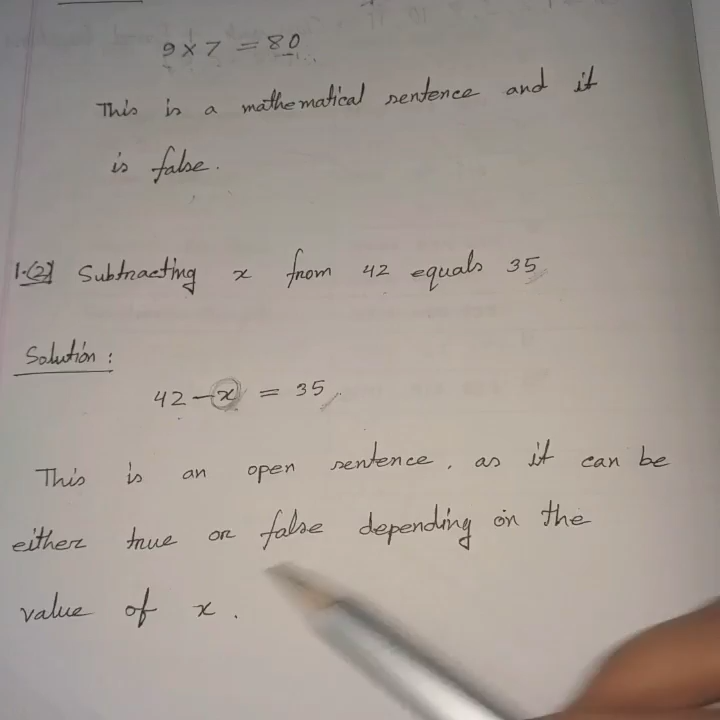 9 × 7 = 80
This is a mathematical sentence and it
is false.
1.(2) Subtracting x from 42 equals 35
Solution :
42 - x = 35
This is an open sentence, as it can be
either true or false depending on the
value of x.